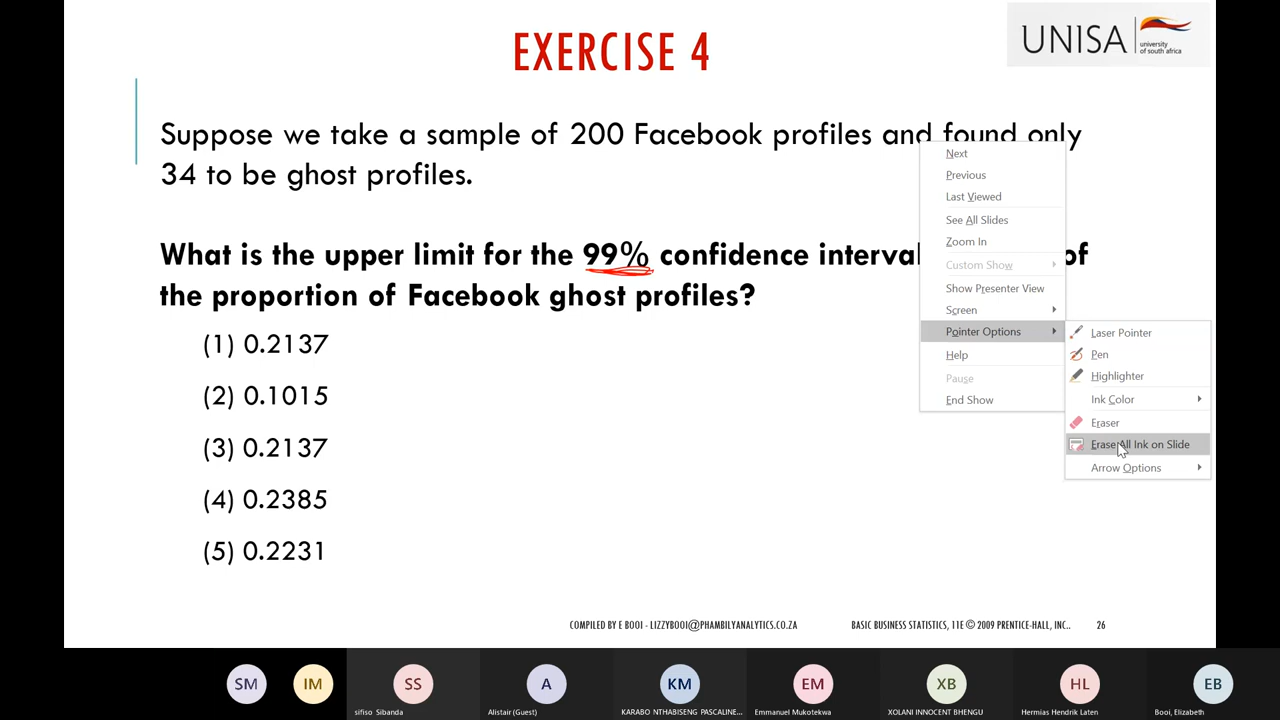 EXERCISE 4
UNISA
university
of south africa
Suppose we take a sample of 200 Facebook profiles and found only
34 to be ghost profiles.
What is the upper limit for the 99% confidence interval of
the proportion of Facebook ghost profiles?
(1) 0.2137
(2) 0.1015
(3) 0.2137
(4) 0.2385
(5) 0.2231
Next
Previous
Last Viewed
See All Slides
Zoom In
Custom Show
Show Presenter View
Screen
Pointer Options
Help
Pause
End Show
Laser Pointer
Pen
Highlighter
Ink Color
Eraser
Erase All Ink on Slide
Arrow Options
COMPILED BY E BOOI - LIZZYBOOI@PHAMBILYANALYTICS.CO.ZA
BASIC BUSINESS STATISTICS, 11E © 2009 PRENTICE-HALL, INC..
26
SM
IM
SS
A
KM
EM
XB
HL
EB
sifiso Sibanda
Alistair (Guest)
KARABO NTHABISENG PASCALINE...
Emmanuel Mukotekwa
XOLANI INNOCENT BHENGU
Hermias Hendrik Laten
Booi, Elizabeth